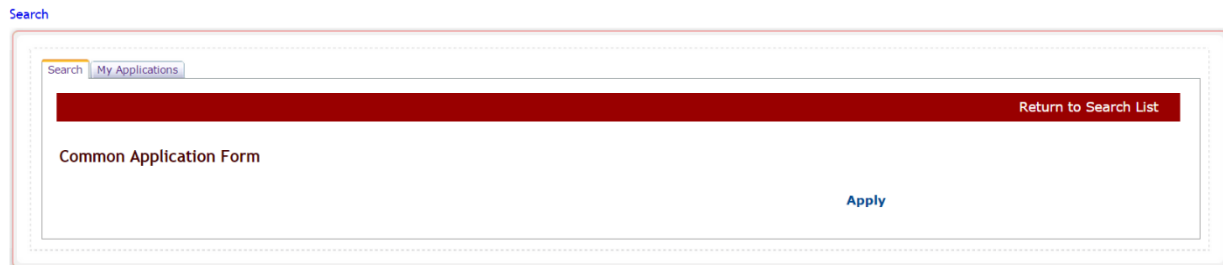 Search
Search My Applications
Return to Search List
Common Application Form
Apply